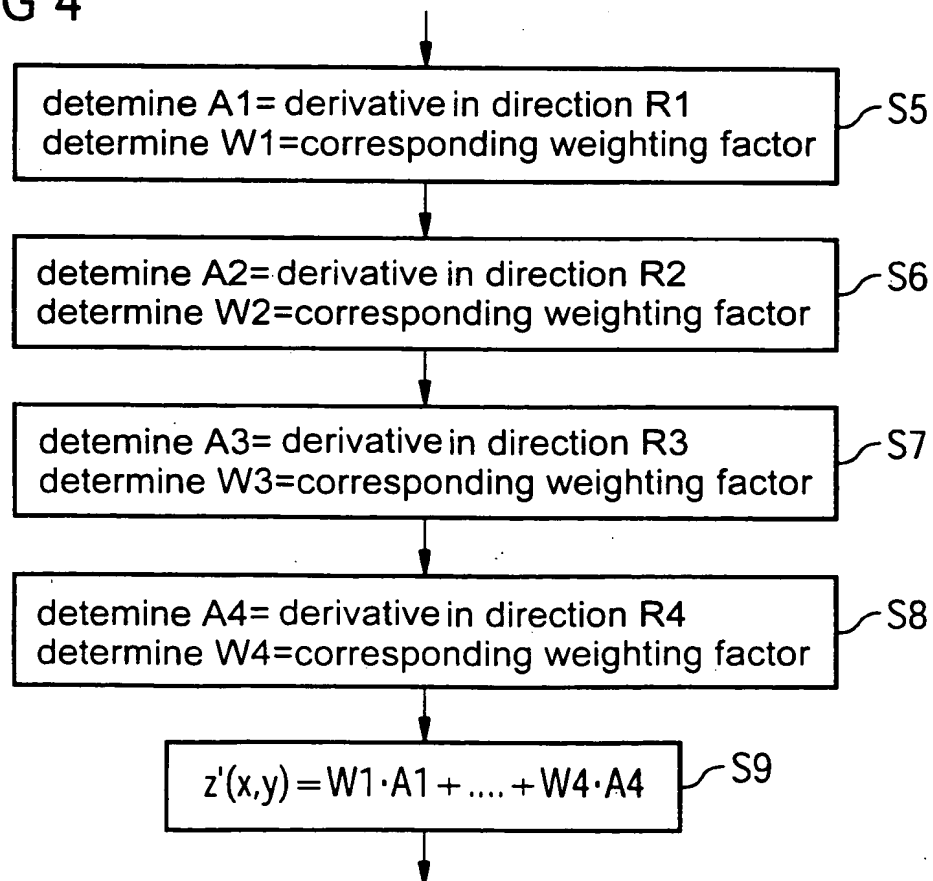 G 4
detemine A1= derivative in direction R1
determine W1=corresponding weighting factor
S5
detemine A2= derivative in direction R2
determine W2=corresponding weighting factor
S6
detemine A3= derivative in direction R3
determine W3=corresponding weighting factor
S7
detemine A4= derivative in direction R4
determine W4=corresponding weighting factor
S8
z'(x,y)=W1·A1+....+W4·A4
S9